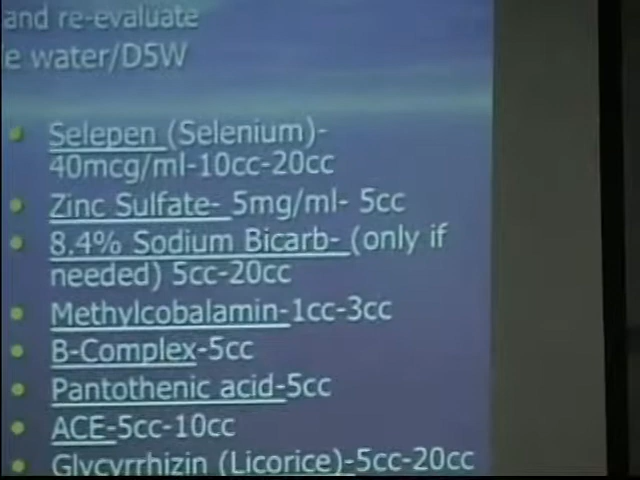 and re-evaluate
e water/D5W
Selepen (Selenium)-
40mcg/ml-10cc-20cc
Zinc Sulfate- 5mg/ml- 5cc
8.4% Sodium Bicarb- (only if
needed) 5cc-20cc
Methylcobalamin-1cc-3cc
B-Complex-5cc
Pantothenic acid-5cc
ACE-5cc-10cc
Glycyrrhizin (Licorice)-5cc-20cc